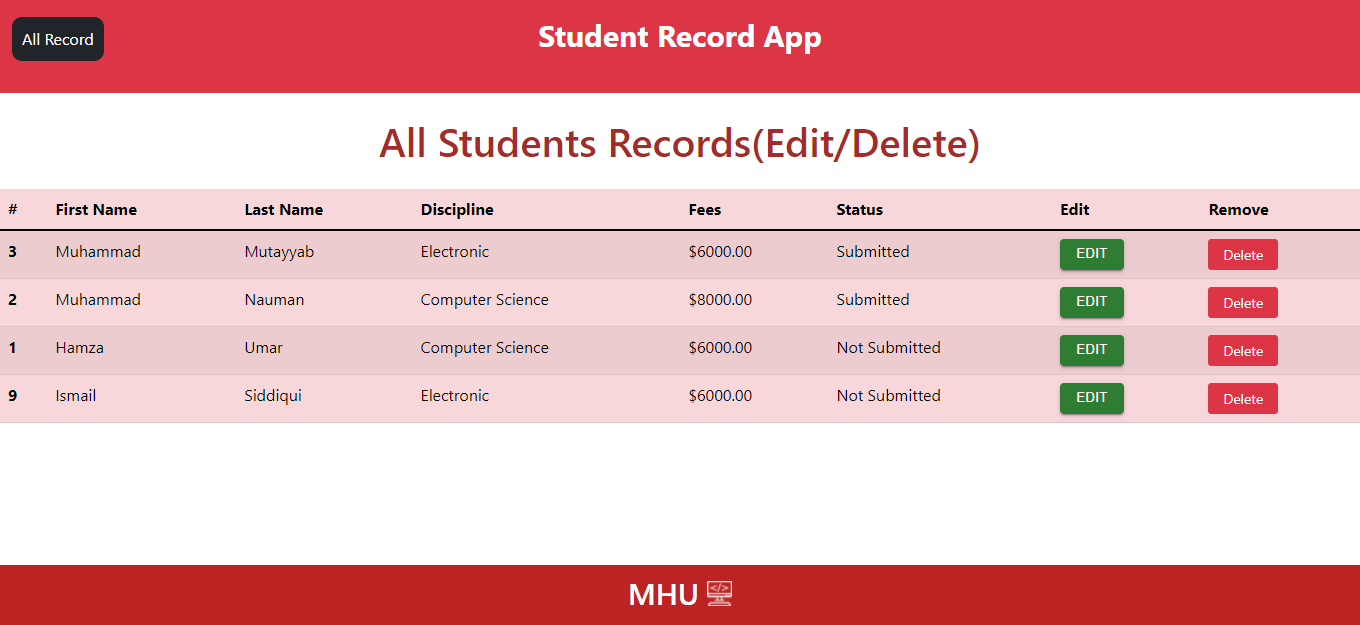 All Record
Student Record App
All Students Records(Edit/Delete)
# First Name Last Name Discipline Fees Status Edit Remove
3 Muhammad Mutayyab Electronic $6000.00 Submitted EDIT Delete
2 Muhammad Nauman Computer Science $8000.00 Submitted EDIT Delete
1 Hamza Umar Computer Science $6000.00 Not Submitted EDIT Delete
9 Ismail Siddiqui Electronic $6000.00 Not Submitted EDIT Delete
MHU